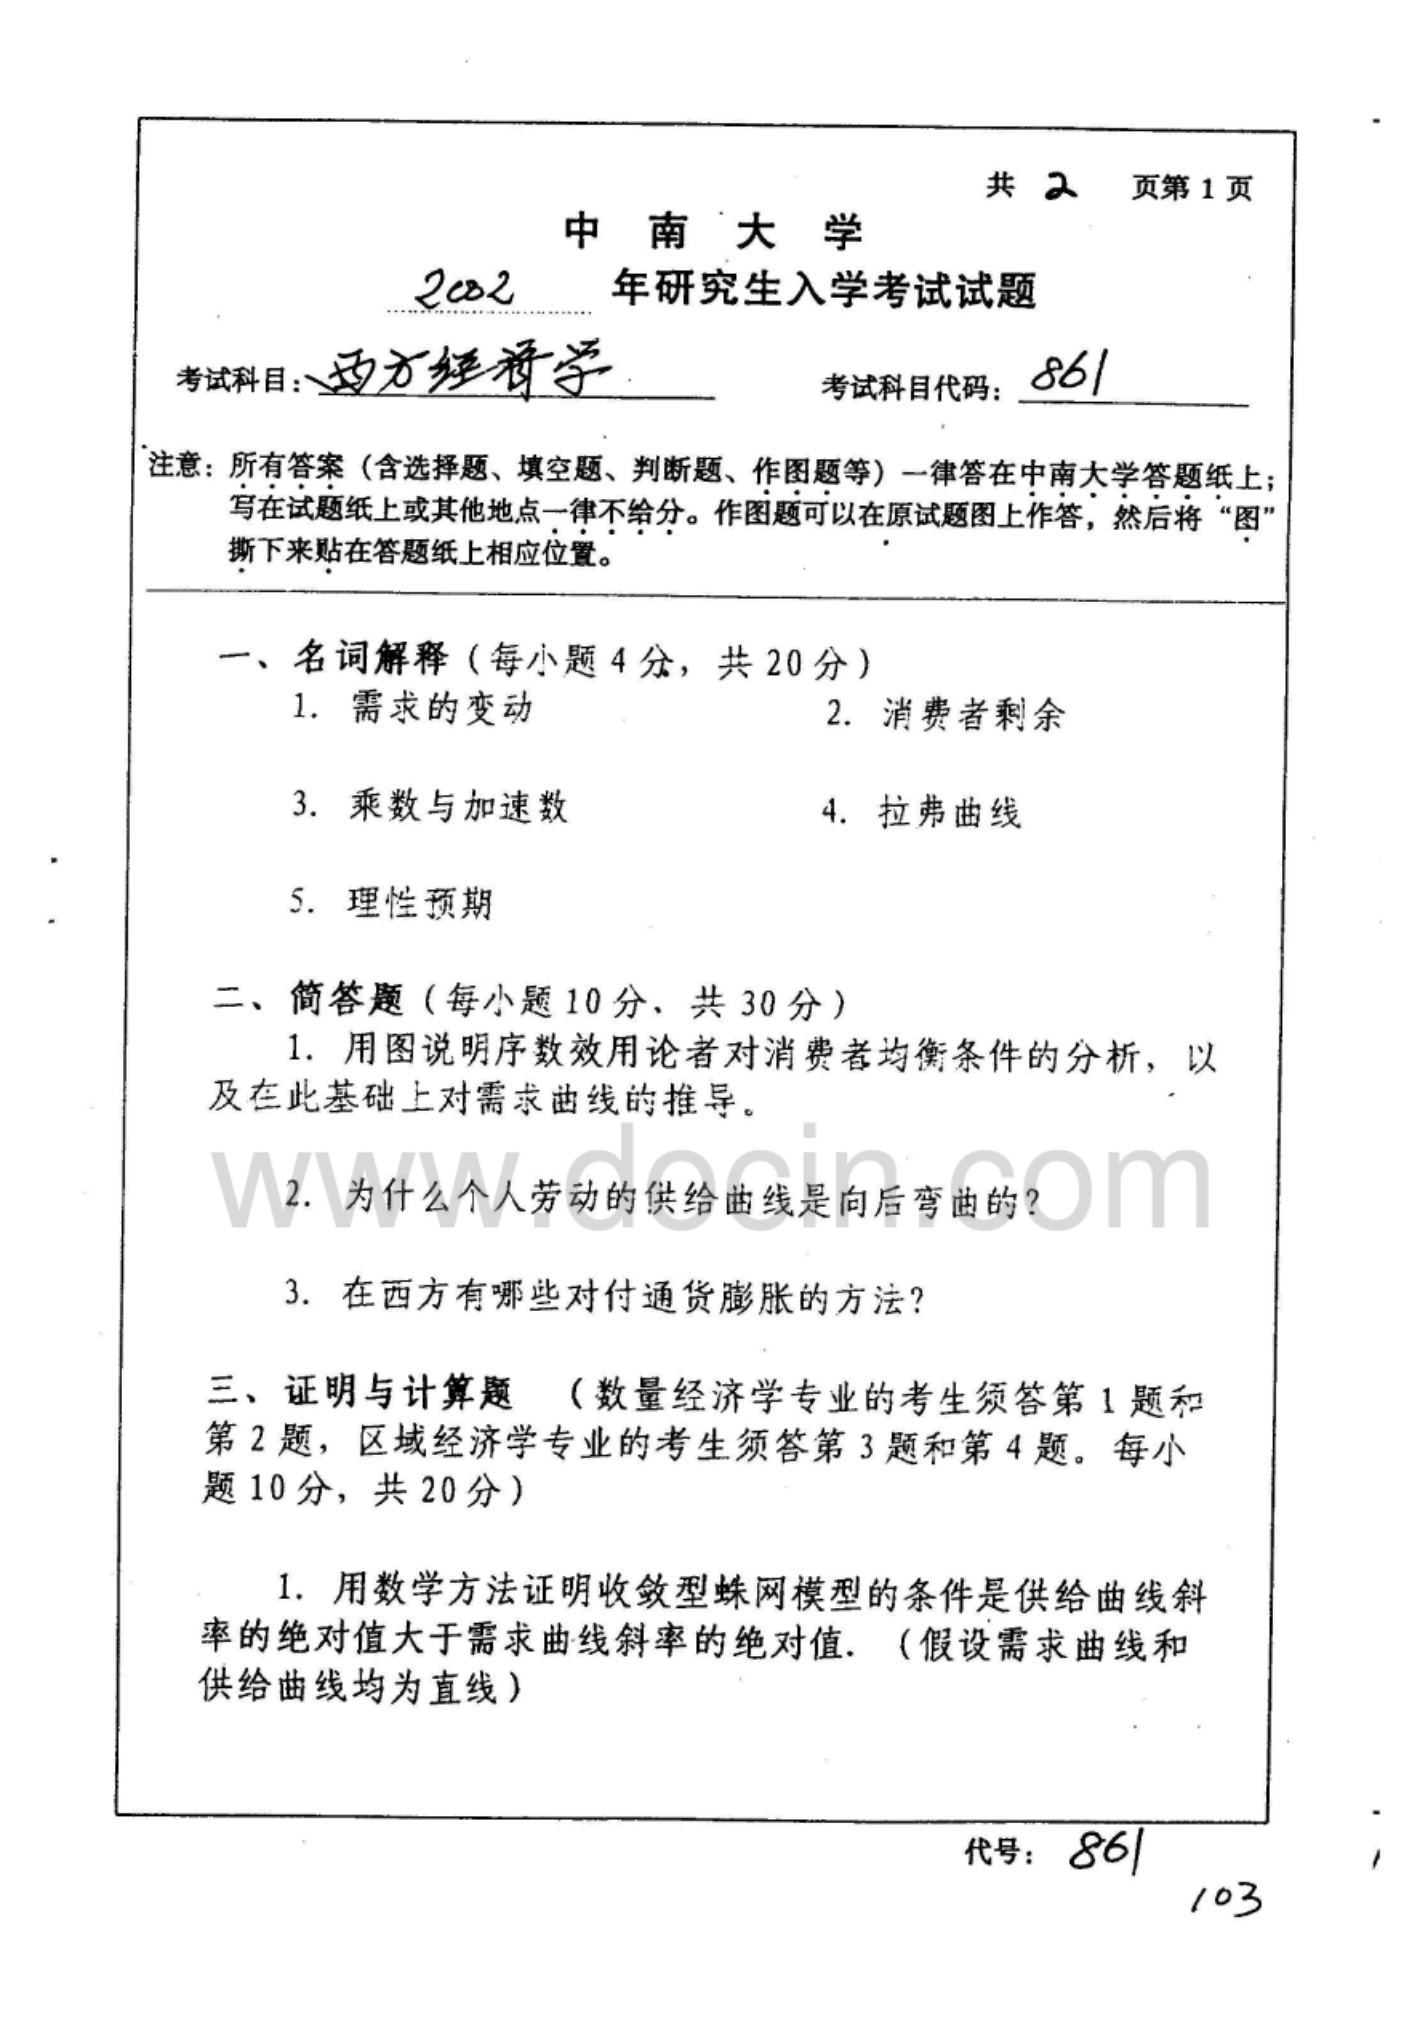 共 2 页第 1 页
中 南 大 学
2002 年研究生入学考试试题
考试科目：西方经济学 考试科目代码：861
注意：所有答案（含选择题、填空题、判断题、作图题等）一律答在中南大学答题纸上；
写在试题纸上或其他地点一律不给分。作图题可以在原试题图上作答，然后将“图”
撕下来贴在答题纸上相应位置。
一、名词解释（每小题 4 分，共 20 分）
1. 需求的变动 2. 消费者剩余
3. 乘数与加速数 4. 拉弗曲线
5. 理性预期
二、简答题（每小题 10 分、共 30 分）
1. 用图说明序数效用论者对消费者均衡条件的分析，以
及在此基础上对需求曲线的推导。
www.docin.com
2. 为什么个人劳动的供给曲线是向后弯曲的？
3. 在西方有哪些对付通货膨胀的方法？
三、证明与计算题 （数量经济学专业的考生须答第 1 题和
第 2 题，区域经济学专业的考生须答第 3 题和第 4 题。每小
题 10 分，共 20 分）
1. 用数学方法证明收敛型蛛网模型的条件是供给曲线斜
率的绝对值大于需求曲线斜率的绝对值.（假设需求曲线和
供给曲线均为直线）
代号：861
103